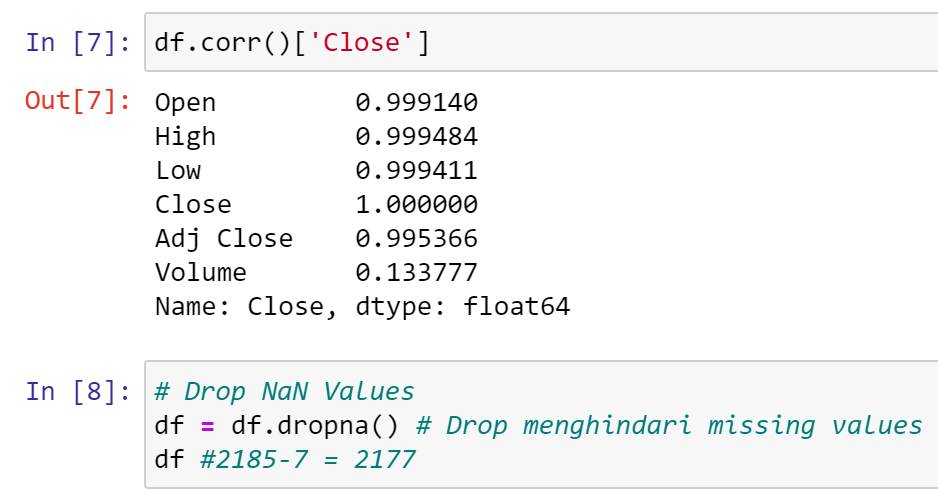 In [7]: df.corr()['Close']
Out[7]: Open 0.999140
High 0.999484
Low 0.999411
Close 1.000000
Adj Close 0.995366
Volume 0.133777
Name: Close, dtype: float64
In [8]: # Drop NaN Values
df = df.dropna() # Drop menghindari missing values
df #2185-7 = 2177